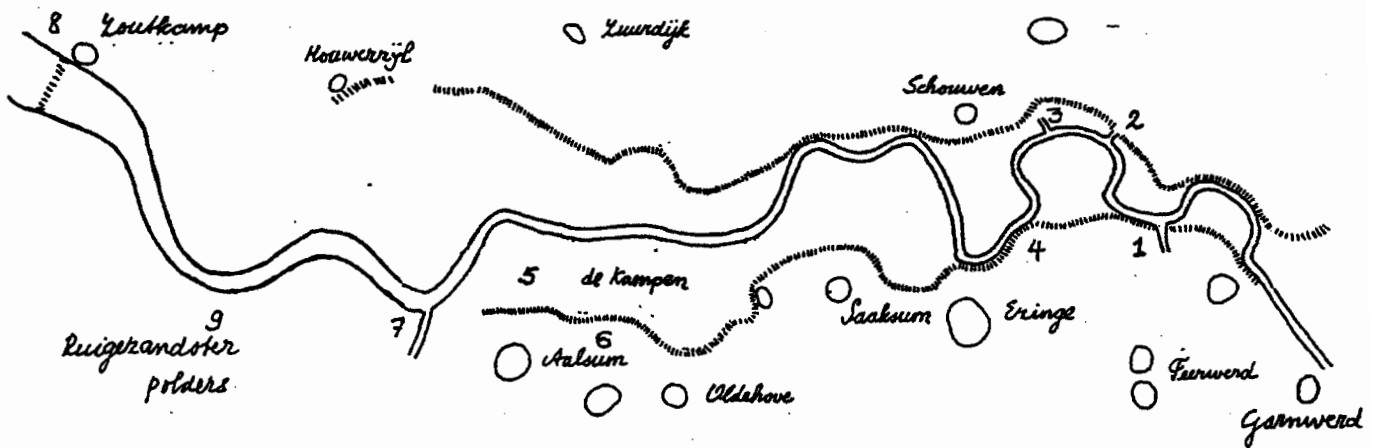 8 Zoutkamp
Houwerzijl
Zuurdijk
Schouwen
3
2
4
1
5 de Kampen
Saaksum
Ezinge
9
7
6
Ruigezandster
polders
Aalsum
Oldehove
Feerwerd
Garnwerd